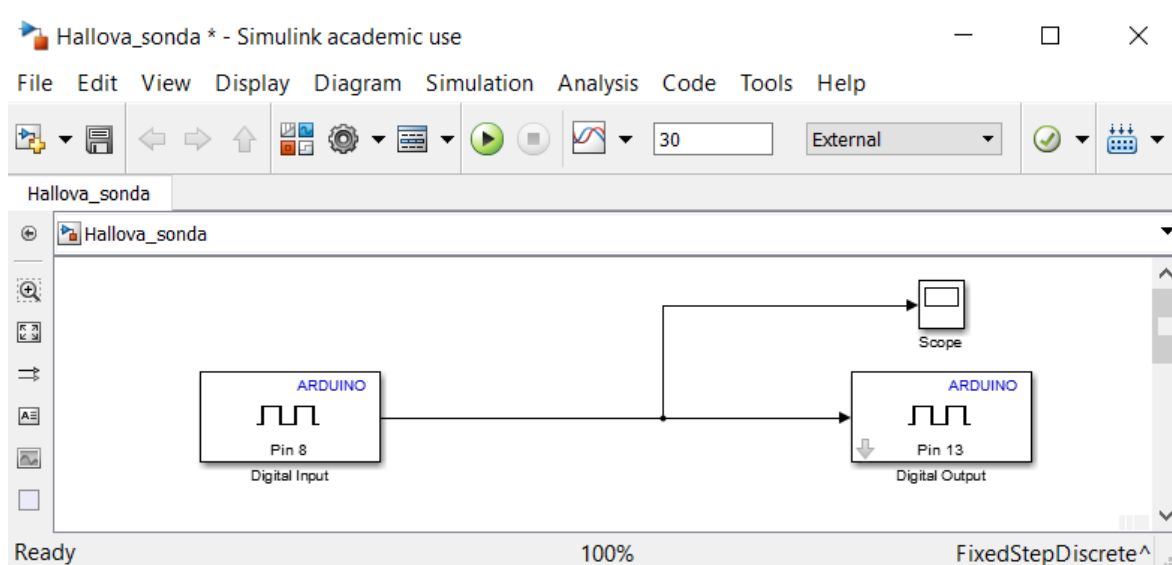 Hallova_sonda * - Simulink academic use
File Edit View Display Diagram Simulation Analysis Code Tools Help
30 External
Hallova_sonda
Hallova_sonda
Scope
ARDUINO
Pin 8
Digital Input
ARDUINO
Pin 13
Digital Output
Ready 100% FixedStepDiscrete^